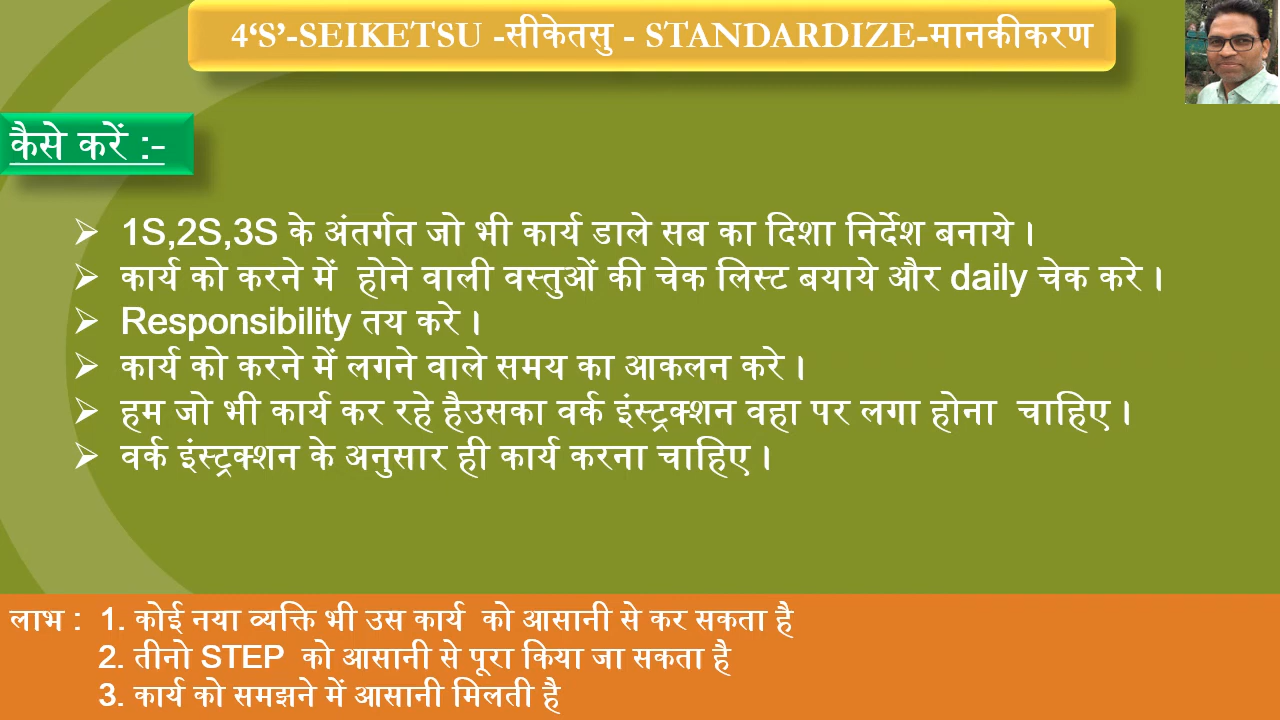 4‘S’-SEIKETSU -सीकेतसु - STANDARDIZE-मानकीकरण
कैसे करें :-
➢ 1S,2S,3S के अंतर्गत जो भी कार्य डाले सब का दिशा निर्देश बनाये ।
➢ कार्य को करने में होने वाली वस्तुओं की चेक लिस्ट बयाये और daily चेक करे ।
➢ Responsibility तय करे ।
➢ कार्य को करने में लगने वाले समय का आकलन करे ।
➢ हम जो भी कार्य कर रहे हैउसका वर्क इंस्ट्रक्शन वहा पर लगा होना चाहिए ।
➢ वर्क इंस्ट्रक्शन के अनुसार ही कार्य करना चाहिए ।
लाभ : 1. कोई नया व्यक्ति भी उस कार्य को आसानी से कर सकता है
2. तीनो STEP को आसानी से पूरा किया जा सकता है
3. कार्य को समझने में आसानी मिलती है